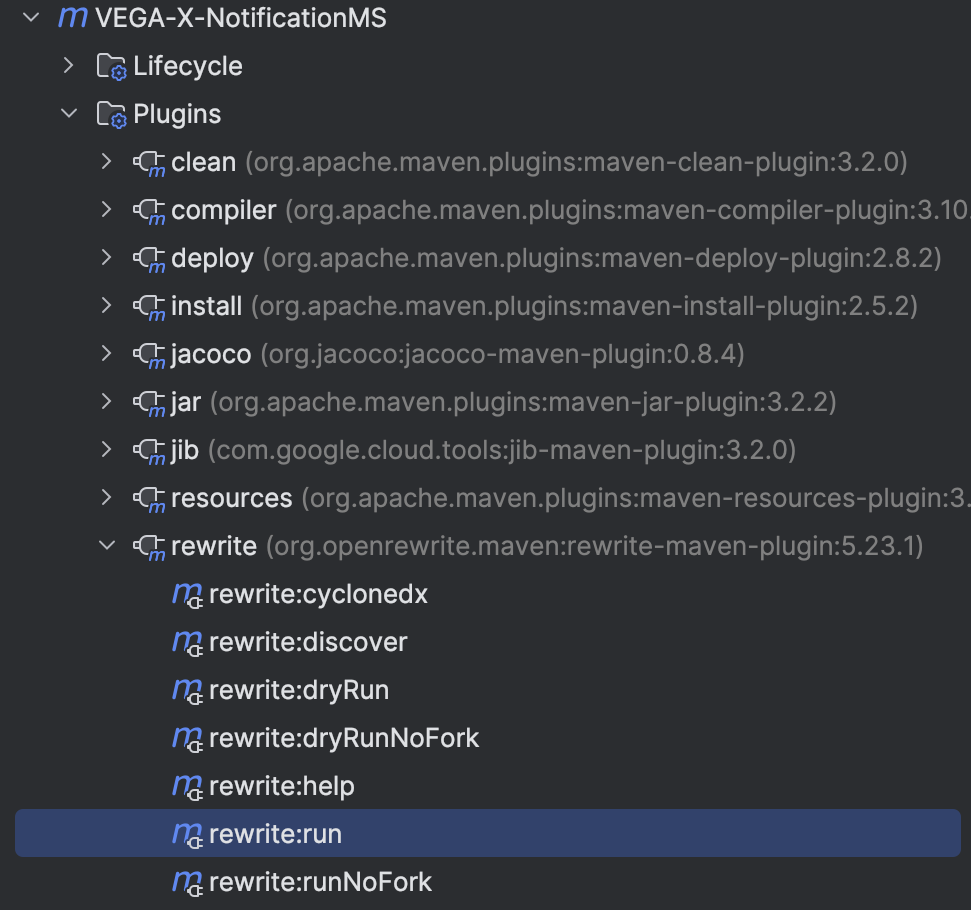 VEGA-X-NotificationMS
Lifecycle
Plugins
clean (org.apache.maven.plugins:maven-clean-plugin:3.2.0)
compiler (org.apache.maven.plugins:maven-compiler-plugin:3.10.
deploy (org.apache.maven.plugins:maven-deploy-plugin:2.8.2)
install (org.apache.maven.plugins:maven-install-plugin:2.5.2)
jacoco (org.jacoco:jacoco-maven-plugin:0.8.4)
jar (org.apache.maven.plugins:maven-jar-plugin:3.2.2)
jib (com.google.cloud.tools:jib-maven-plugin:3.2.0)
resources (org.apache.maven.plugins:maven-resources-plugin:3.
rewrite (org.openrewrite.maven:rewrite-maven-plugin:5.23.1)
rewrite:cyclonedx
rewrite:discover
rewrite:dryRun
rewrite:dryRunNoFork
rewrite:help
rewrite:run
rewrite:runNoFork